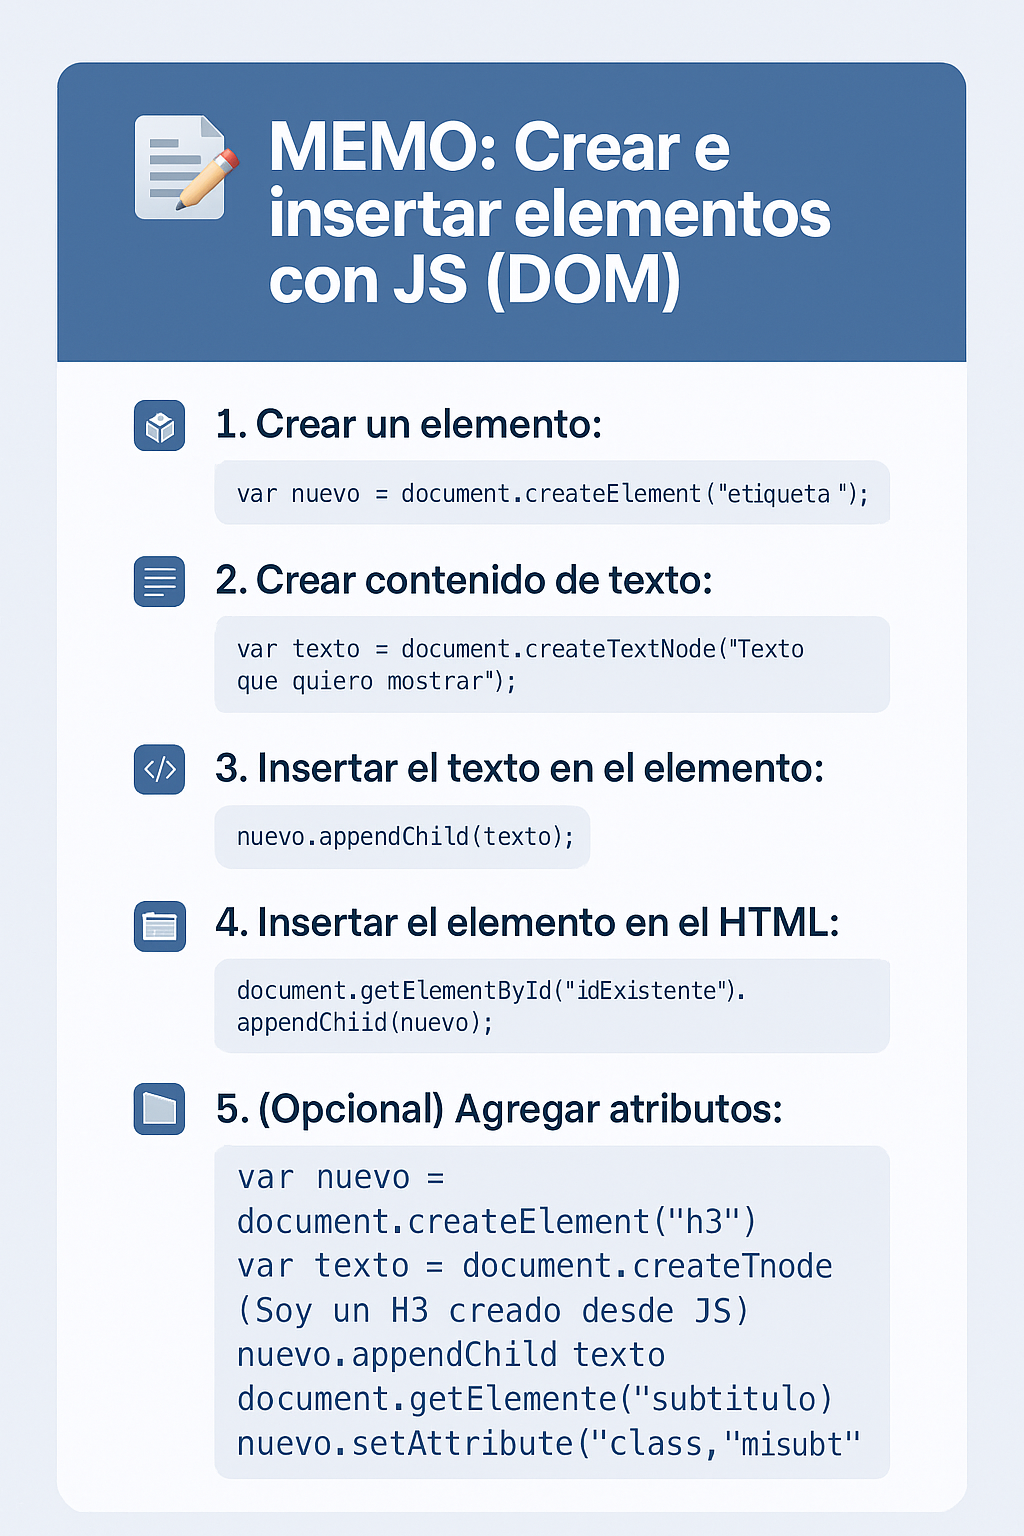 MEMO: Crear e
insertar elementos
con JS (DOM)
1. Crear un elemento:
var nuevo = document.createElement("etiqueta ");
2. Crear contenido de texto:
var texto = document.createTextNode("Texto
que quiero mostrar");
3. Insertar el texto en el elemento:
nuevo.appendChild(texto);
4. Insertar el elemento en el HTML:
document.getElementById("idExistente").
appendChiid(nuevo);
5. (Opcional) Agregar atributos:
var nuevo =
document.createElement("h3")
var texto = document.createTnode
(Soy un H3 creado desde JS)
nuevo.appendChild texto
document.getElemente("subtitulo)
nuevo.setAttribute("class,"misubt"